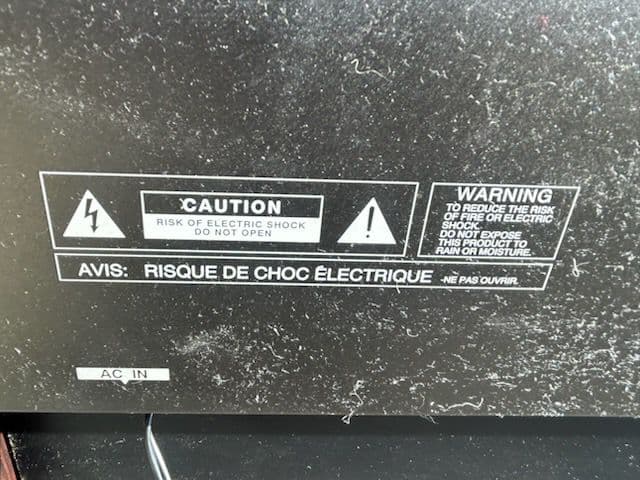 CAUTION
RISK OF ELECTRIC SHOCK
DO NOT OPEN
WARNING
TO REDUCE THE RISK
OF FIRE OR ELECTRIC
SHOCK.
DO NOT EXPOSE
THIS PRODUCT TO
RAIN OR MOISTURE.
AVIS: RISQUE DE CHOC ÉLECTRIQUE -NE PAS OUVRIR.
AC IN